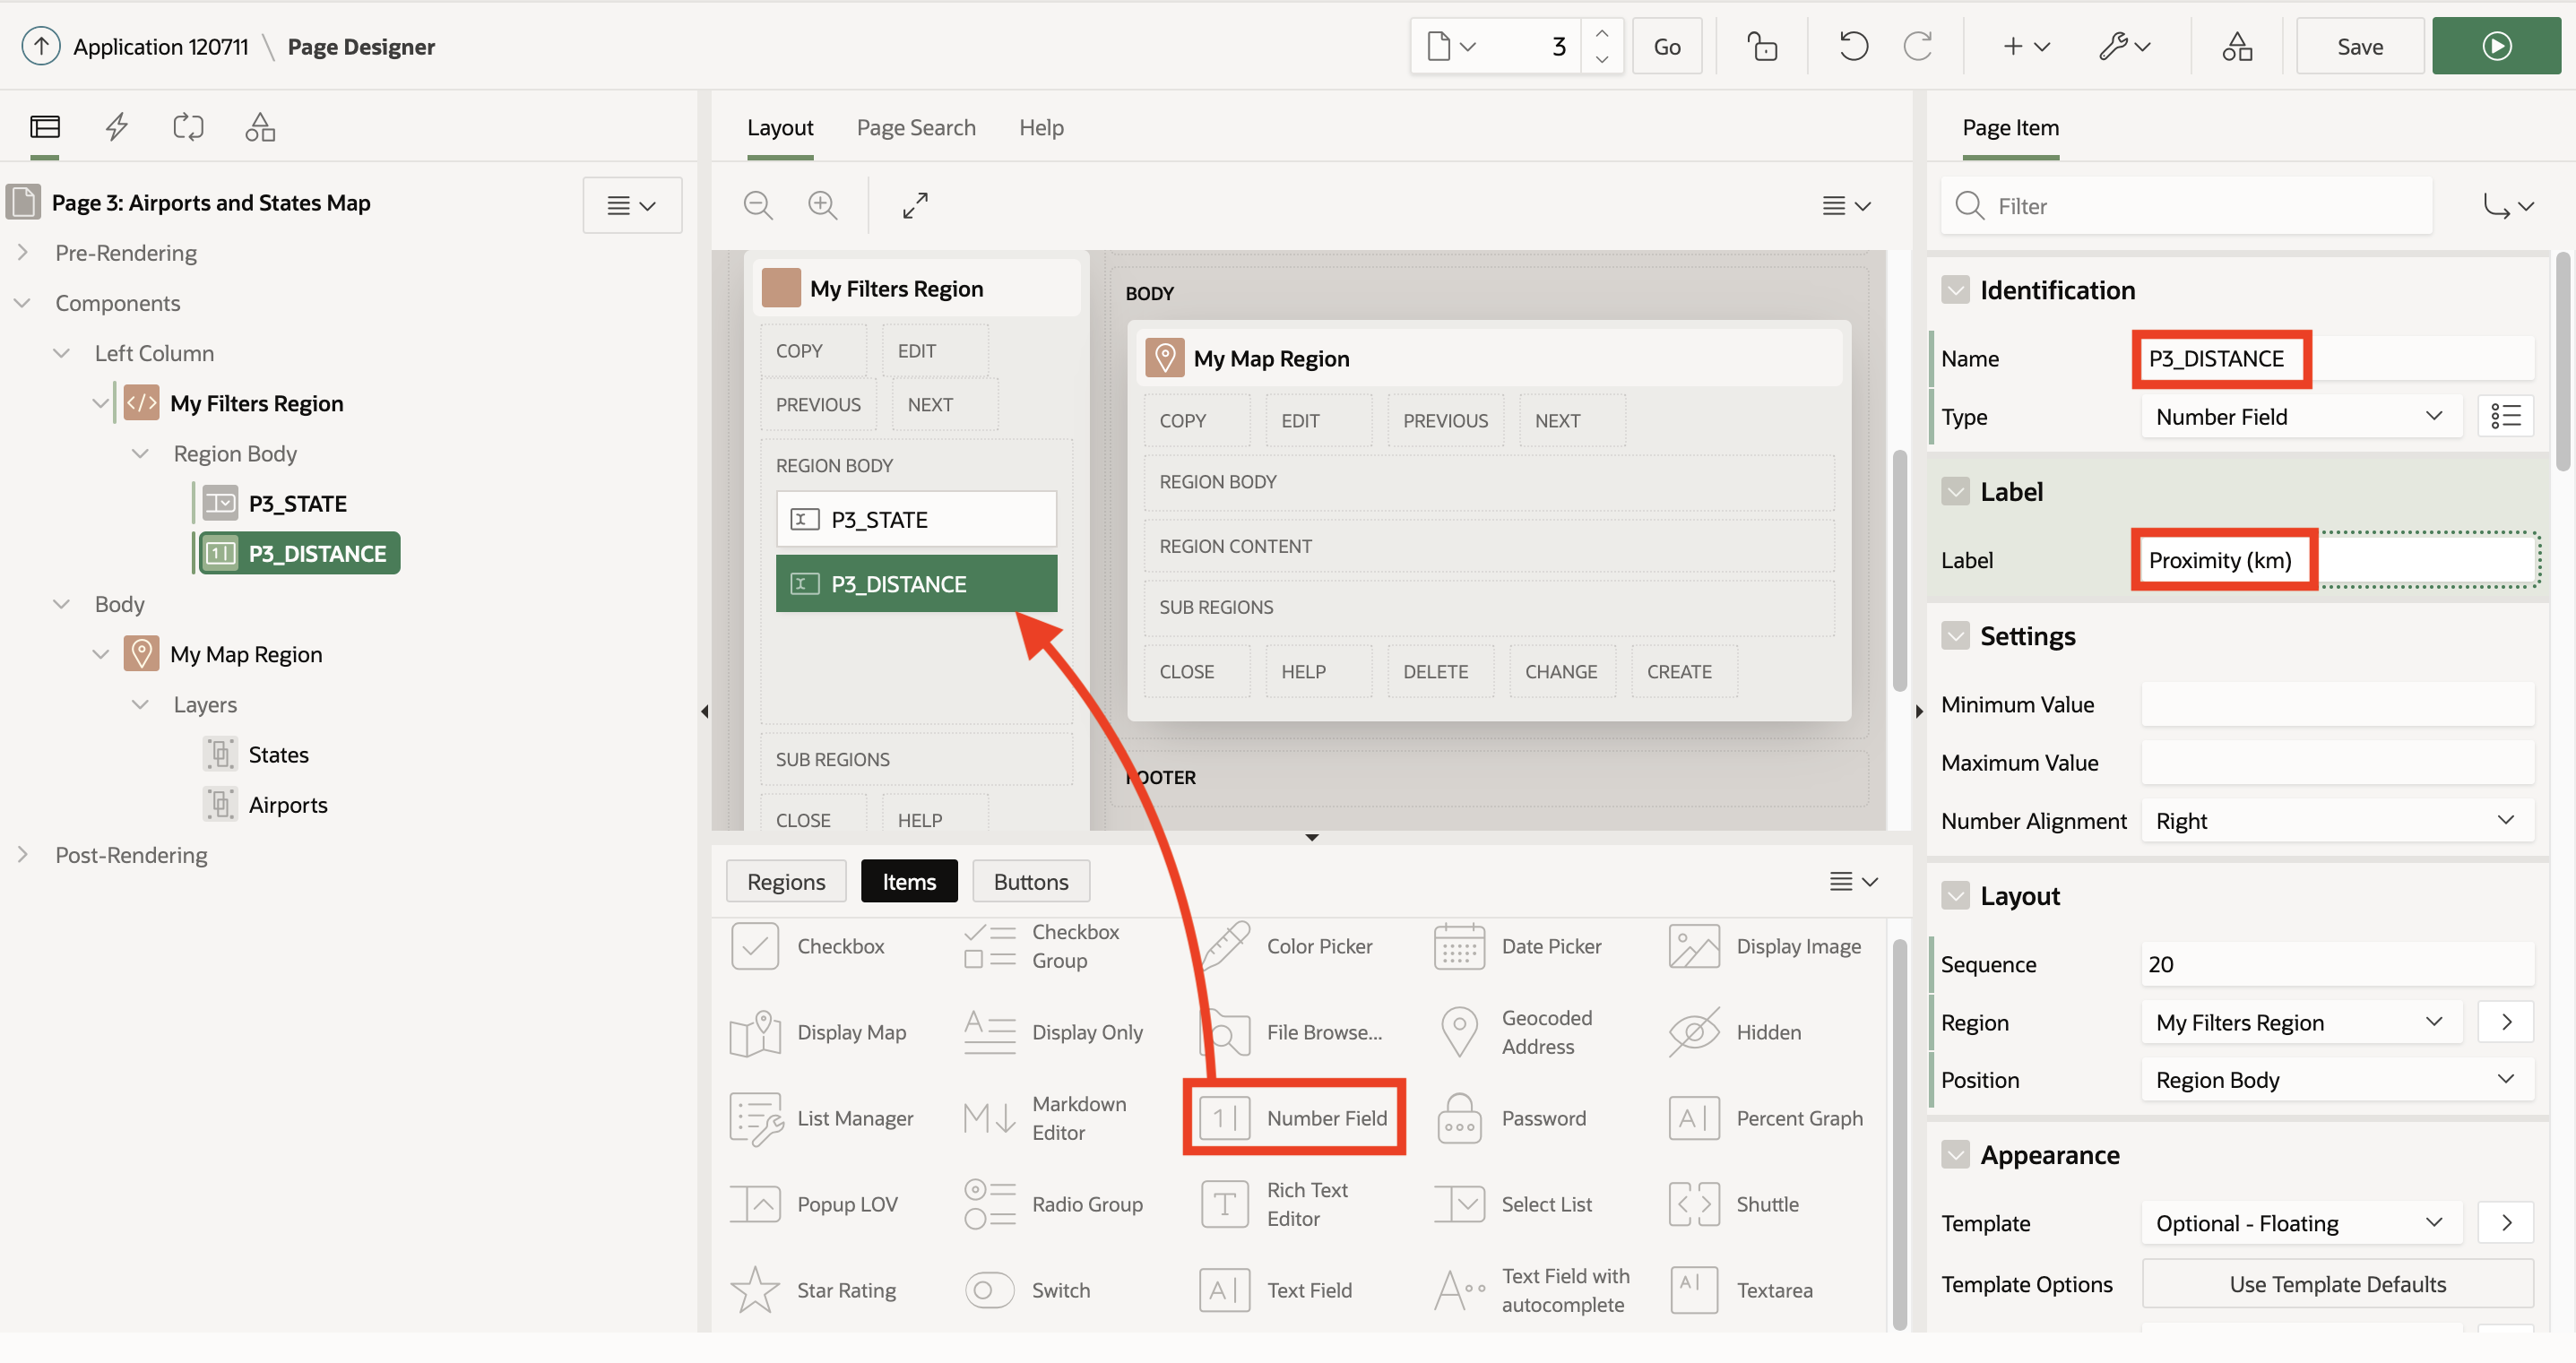 Application 120711 \ Page Designer
3
Go
Save
Layout
Page Search
Help
Page Item
Page 3: Airports and States Map
Pre-Rendering
Components
Left Column
My Filters Region
Region Body
P3_STATE
P3_DISTANCE
Body
My Map Region
Layers
States
Airports
Post-Rendering
My Filters Region
COPY
EDIT
PREVIOUS
NEXT
REGION BODY
P3_STATE
P3_DISTANCE
SUB REGIONS
CLOSE
HELP
BODY
My Map Region
COPY
EDIT
PREVIOUS
NEXT
REGION BODY
REGION CONTENT
SUB REGIONS
CLOSE
HELP
DELETE
CHANGE
CREATE
FOOTER
Regions
Items
Buttons
Checkbox
Checkbox
Group
Color Picker
Date Picker
Display Image
Display Map
Display Only
File Browse...
Geocoded
Address
Hidden
List Manager
Markdown
Editor
Number Field
Password
Percent Graph
Popup LOV
Radio Group
Rich Text
Editor
Select List
Shuttle
Star Rating
Switch
Text Field
Text Field with
autocomplete
Textarea
Filter
Identification
Name
P3_DISTANCE
Type
Number Field
Label
Label
Proximity (km)
Settings
Minimum Value
Maximum Value
Number Alignment
Right
Layout
Sequence
20
Region
My Filters Region
Position
Region Body
Appearance
Template
Optional - Floating
Template Options
Use Template Defaults